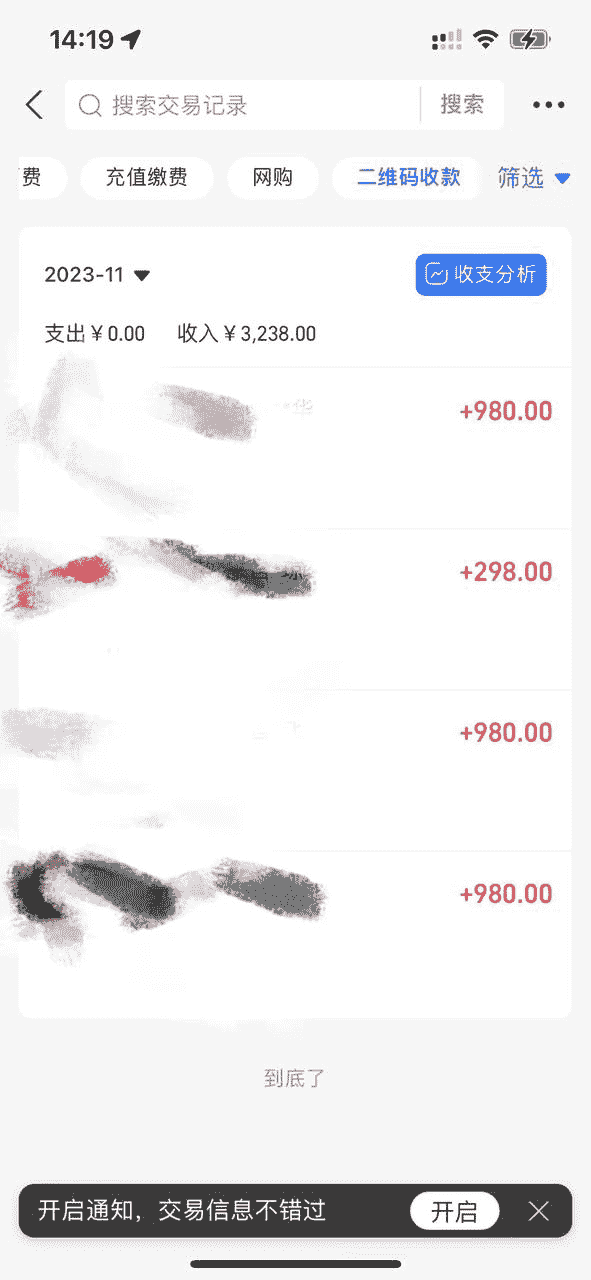 14:19
搜索交易记录 搜索
费 充值缴费 网购 二维码收款 筛选
2023-11 收支分析
支出￥0.00 收入￥3,238.00
华 +980.00
+298.00
+980.00
+980.00
到底了
开启通知，交易信息不错过 开启